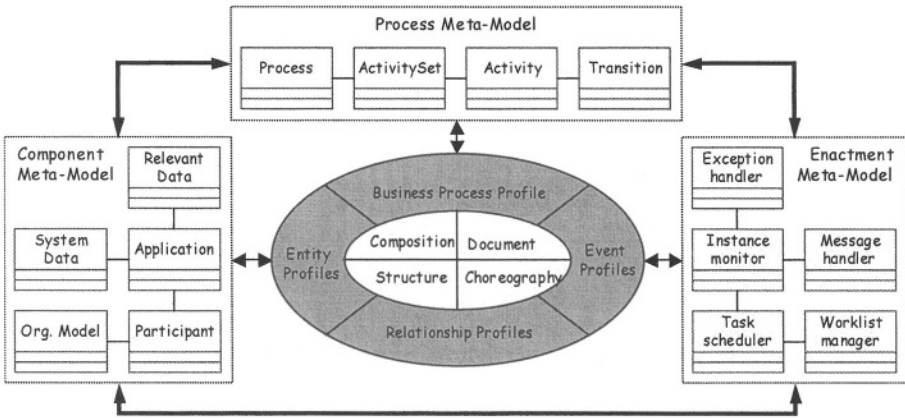 Process Meta-Model
Process
ActivitySet
Activity
Transition
Component
Meta-Model
Relevant
Data
System
Data
Application
Org. Model
Participant
Business Process Profile
Entity
Profiles
Composition
Document
Structure
Choreography
Event
Profiles
Relationship Profiles
Exception
handler
Enactment
Meta-Model
Instance
monitor
Message
handler
Task
scheduler
Worklist
manager